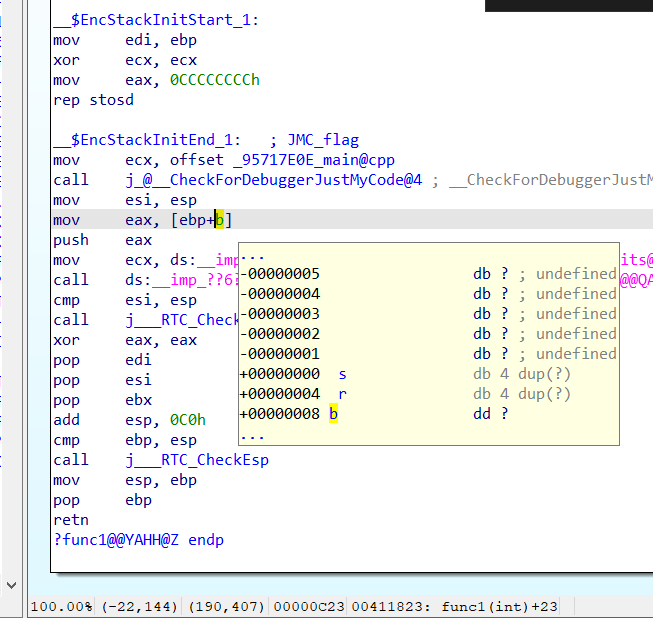 __$EncStackInitStart_1:
mov edi, ebp
xor ecx, ecx
mov eax, 0CCCCCCCCh
rep stosd
__$EncStackInitEnd_1: ; JMC_flag
mov ecx, offset _95717E0E_main@cpp
call j_@__CheckForDebuggerJustMyCode@4 ; __CheckForDebuggerJustM
mov esi, esp
mov eax, [ebp+b]
push eax
mov ecx, ds:__imp
its@
call ds:__imp_??6?
@@QA
cmp esi, esp
call j___RTC_Check
xor eax, eax
pop edi
pop esi
pop ebx
add esp, 0C0h
cmp ebp, esp
call j___RTC_CheckEsp
mov esp, ebp
pop ebp
retn
?func1@@YAHH@Z endp
...
-00000005 db ? ; undefined
-00000004 db ? ; undefined
-00000003 db ? ; undefined
-00000002 db ? ; undefined
-00000001 db ? ; undefined
+00000000 s db 4 dup(?)
+00000004 r db 4 dup(?)
+00000008 b dd ?
...
100.00% (-22,144) (190,407) 00000C23 00411823: func1(int)+23